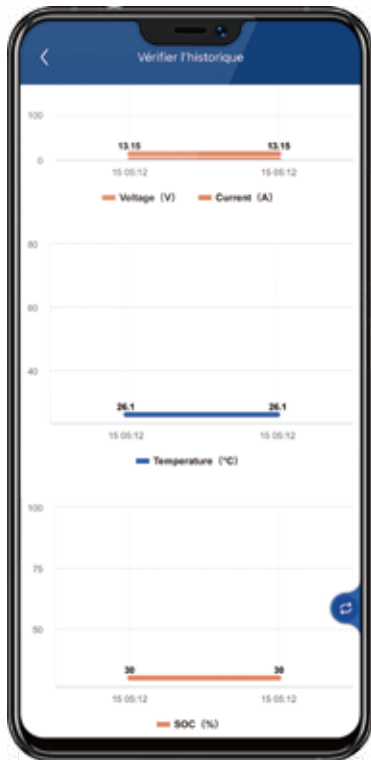 Vérifier l'historique
100
13.15 13.15
0
15 05:12 15 05:12
Voltage (V) Current (A)
80
60
40
26.1 26.1
15 05:12 15 05:12
Temperature (°C)
100
75
50
30 30
15 05:12 15 05:12
SOC (%)